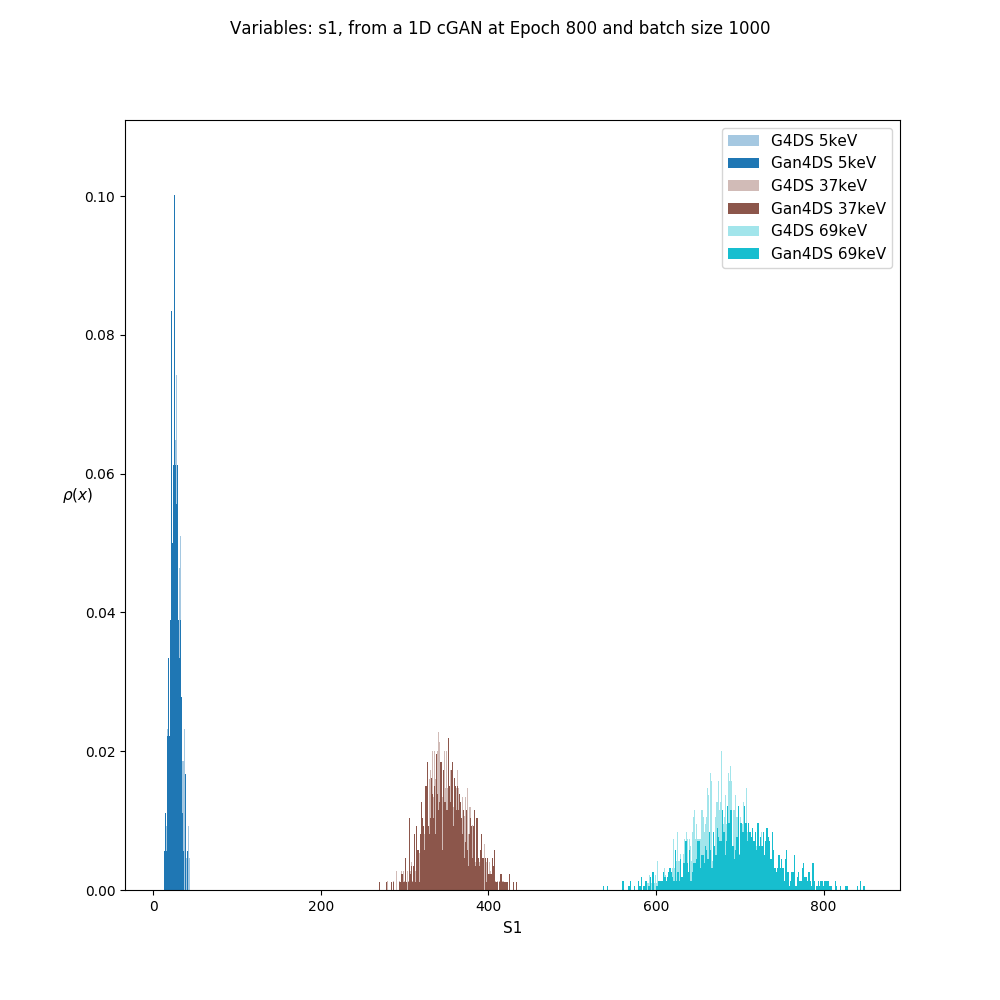 Variables: s1, from a 1D cGAN at Epoch 800 and batch size 1000
G4DS 5keV
Gan4DS 5keV
G4DS 37keV
Gan4DS 37keV
G4DS 69keV
Gan4DS 69keV
0.10
0.08
0.06
ρ(x)
0.04
0.02
0.00
0 200 400 600 800
S1